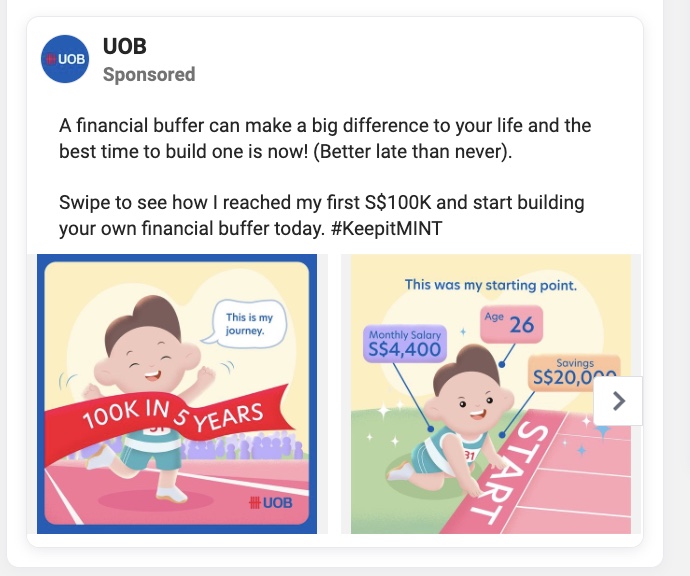 UOB
UOB
Sponsored
A financial buffer can make a big difference to your life and the
best time to build one is now! (Better late than never).
Swipe to see how I reached my first S$100K and start building
your own financial buffer today. #KeepitMINT
This is my
journey.
100K IN 5 YEARS
31
UOB
This was my starting point.
Age 26
Monthly Salary
S$4,400
Savings
S$20,000
31
START